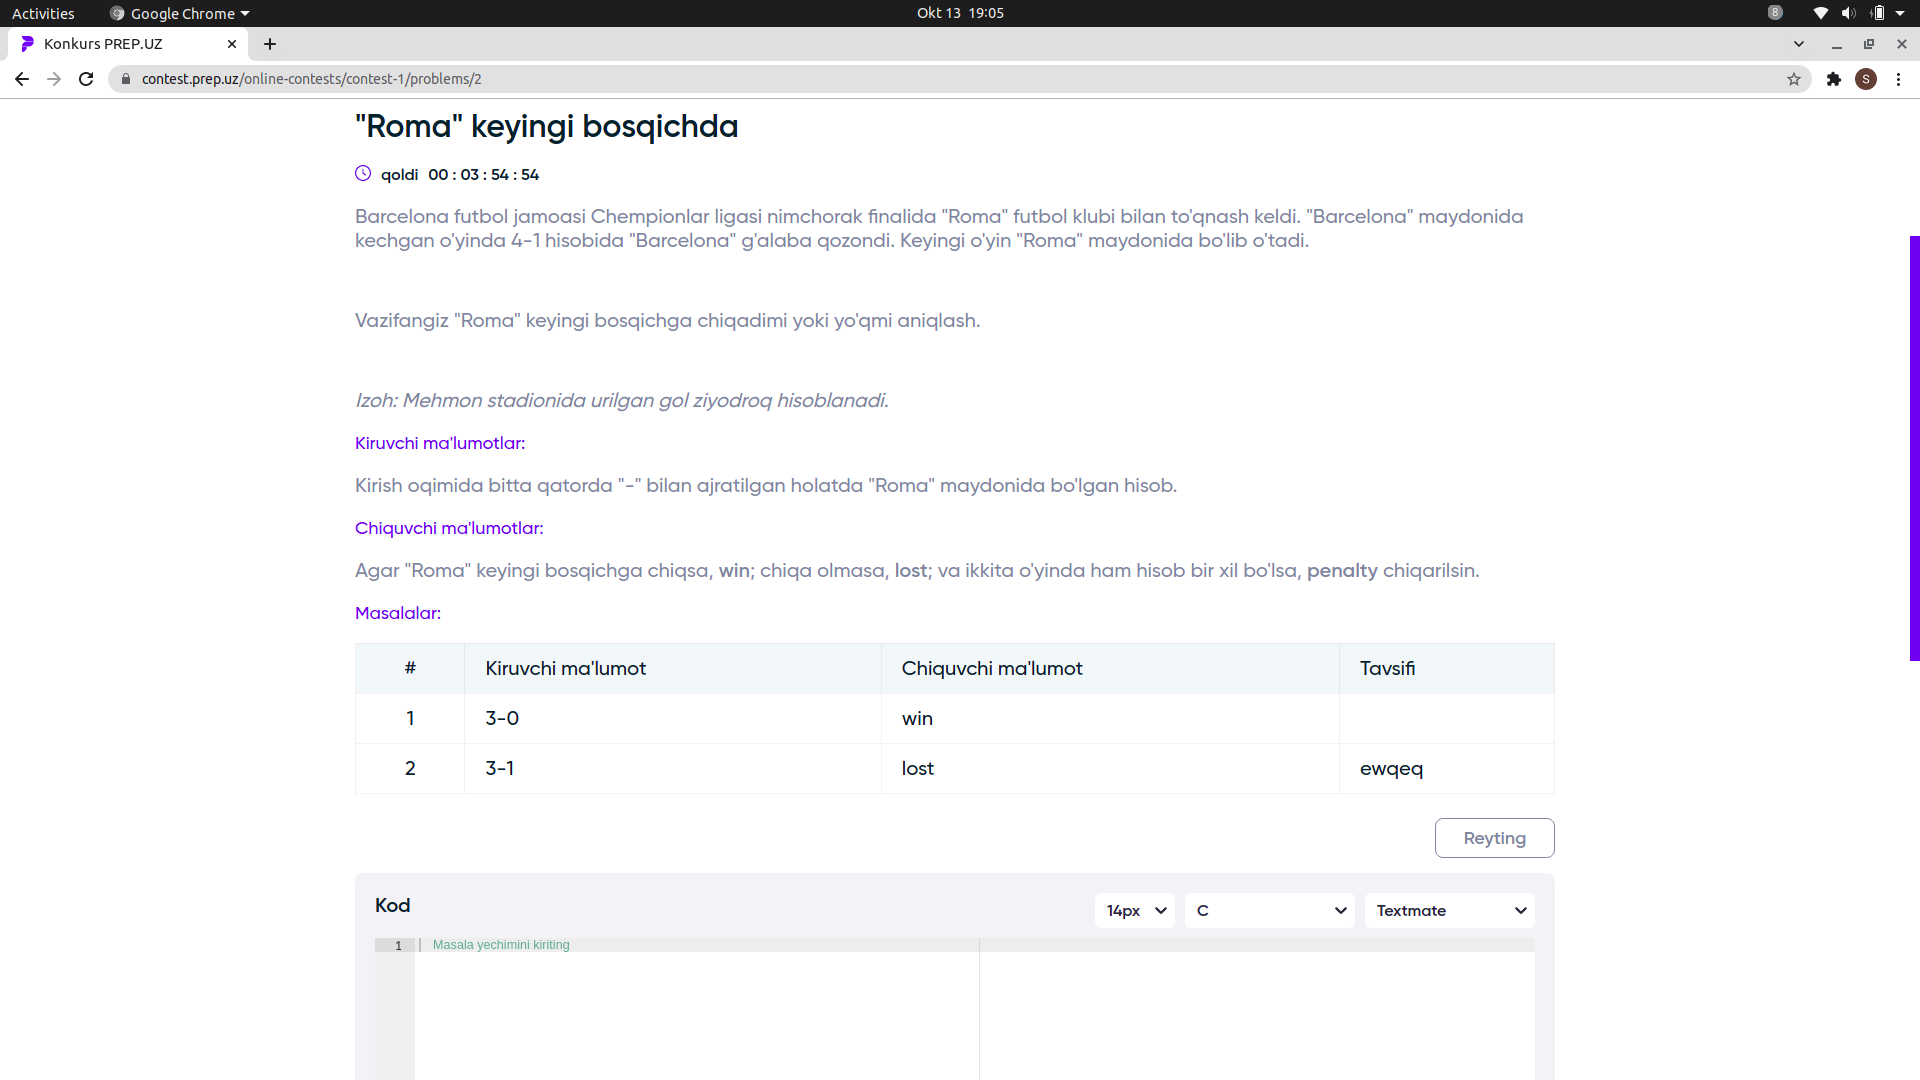 Activities
Google Chrome
Okt 13 19:05
8
Konkurs PREP.UZ
contest.prep.uz/online-contests/contest-1/problems/2
S
"Roma" keyingi bosqichda
qoldi 00 : 03 : 54 : 54
Barcelona futbol jamoasi Chempionlar ligasi nimchorak finalida "Roma" futbol klubi bilan to'qnash keldi. "Barcelona" maydonida
kechgan o'yinda 4-1 hisobida "Barcelona" g'alaba qozondi. Keyingi o'yin "Roma" maydonida bo'lib o'tadi.
Vazifangiz "Roma" keyingi bosqichga chiqadimi yoki yo'qmi aniqlash.
Izoh: Mehmon stadionida urilgan gol ziyodroq hisoblanadi.
Kiruvchi ma'lumotlar:
Kirish oqimida bitta qatorda "-" bilan ajratilgan holatda "Roma" maydonida bo'lgan hisob.
Chiquvchi ma'lumotlar:
Agar "Roma" keyingi bosqichga chiqsa, win; chiqa olmasa, lost; va ikkita o'yinda ham hisob bir xil bo'lsa, penalty chiqarilsin.
Masalalar:
# Kiruvchi ma'lumot Chiquvchi ma'lumot Tavsifi
1 3-0 win
2 3-1 lost ewqeq
Reyting
Kod
14px C Textmate
1 Masala yechimini kiriting